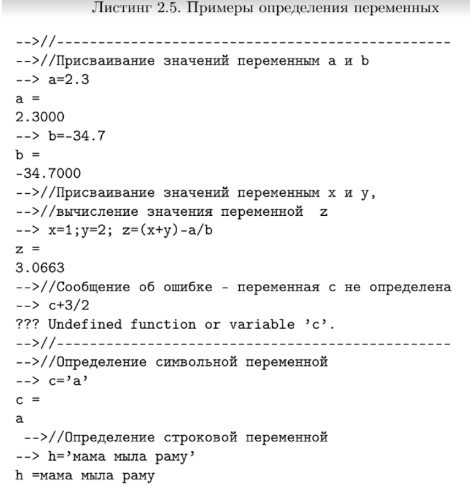 Листинг 2.5. Примеры определения переменных
-->//--------------------------------------------------
-->//Присваивание значений переменным a и b
--> a=2.3
a =
2.3000
--> b=-34.7
b =
-34.7000
-->//Присваивание значений переменным x и y,
-->//вычисление значения переменной  z
--> x=1;y=2; z=(x+y)-a/b
z =
3.0663
-->//Сообщение об ошибке - переменная c не определена
--> c+3/2
??? Undefined function or variable ’c’.
-->//--------------------------------------------------
-->//Определение символьной переменной
--> c=’a’
c =
a
-->//Определение строковой переменной
--> h=’мама мыла раму’
h =мама мыла раму